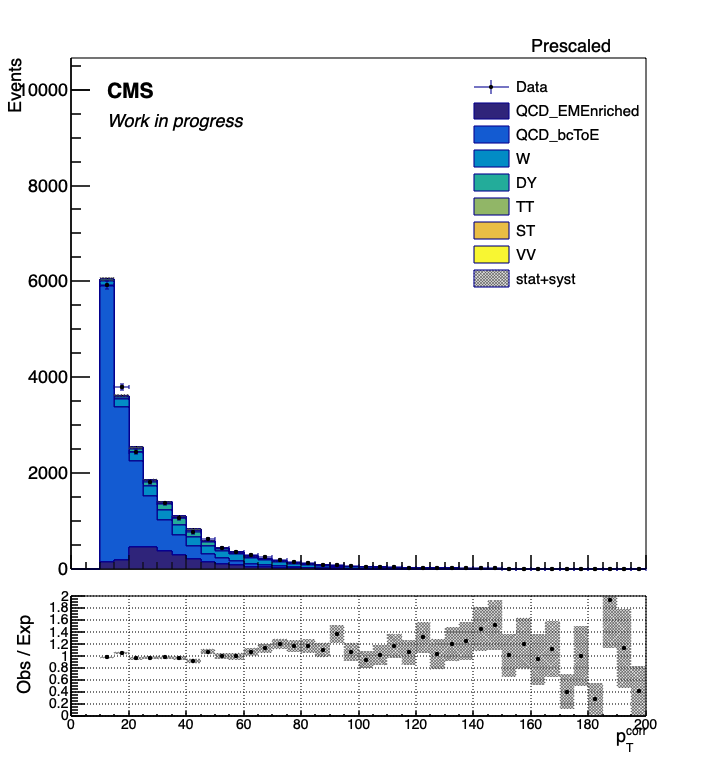 Prescaled
Events
10000
8000
6000
4000
2000
0
CMS
Work in progress
Data
QCD_EMEnriched
QCD_bcToE
W
DY
TT
ST
VV
stat+syst
Obs / Exp
2
1.8
1.6
1.4
1.2
1
0.8
0.6
0.4
0.2
0
0 20 40 60 80 100 120 140 160 180 200
p_T^corr